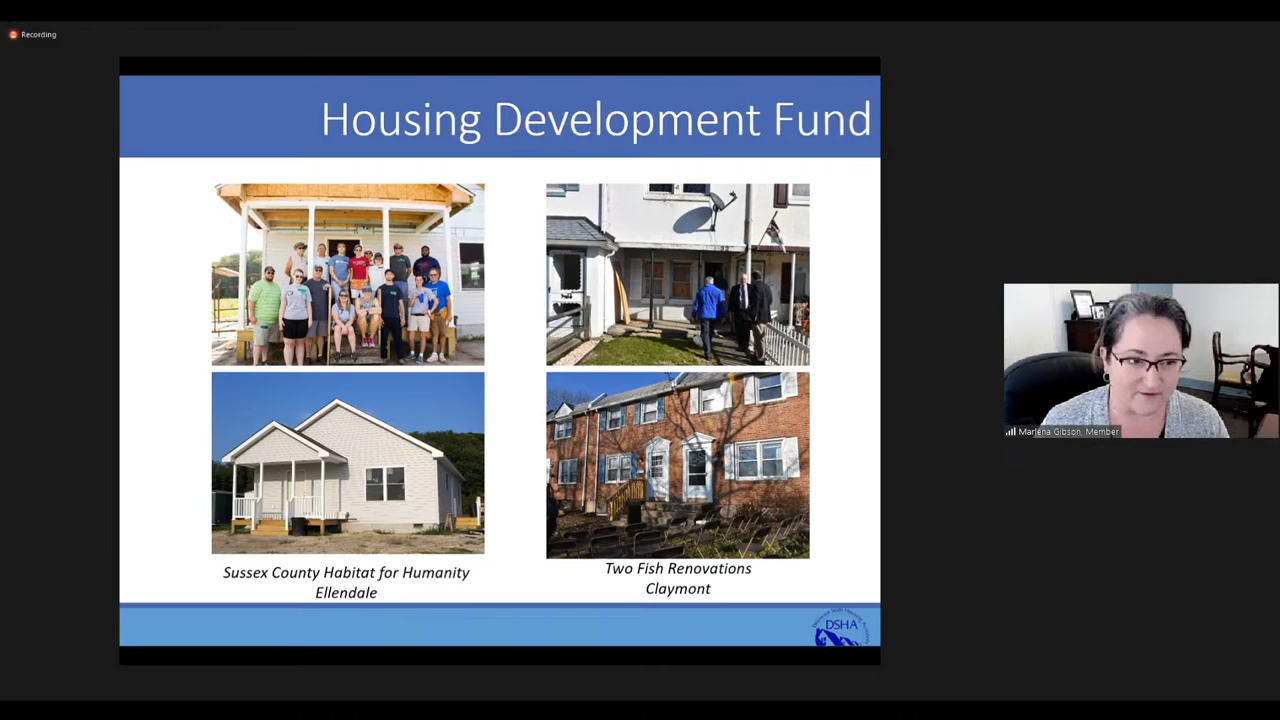 Recording
Housing Development Fund
Sussex County Habitat for Humanity
Ellendale
Two Fish Renovations
Claymont
DSHA
Marlena Gibson, Member